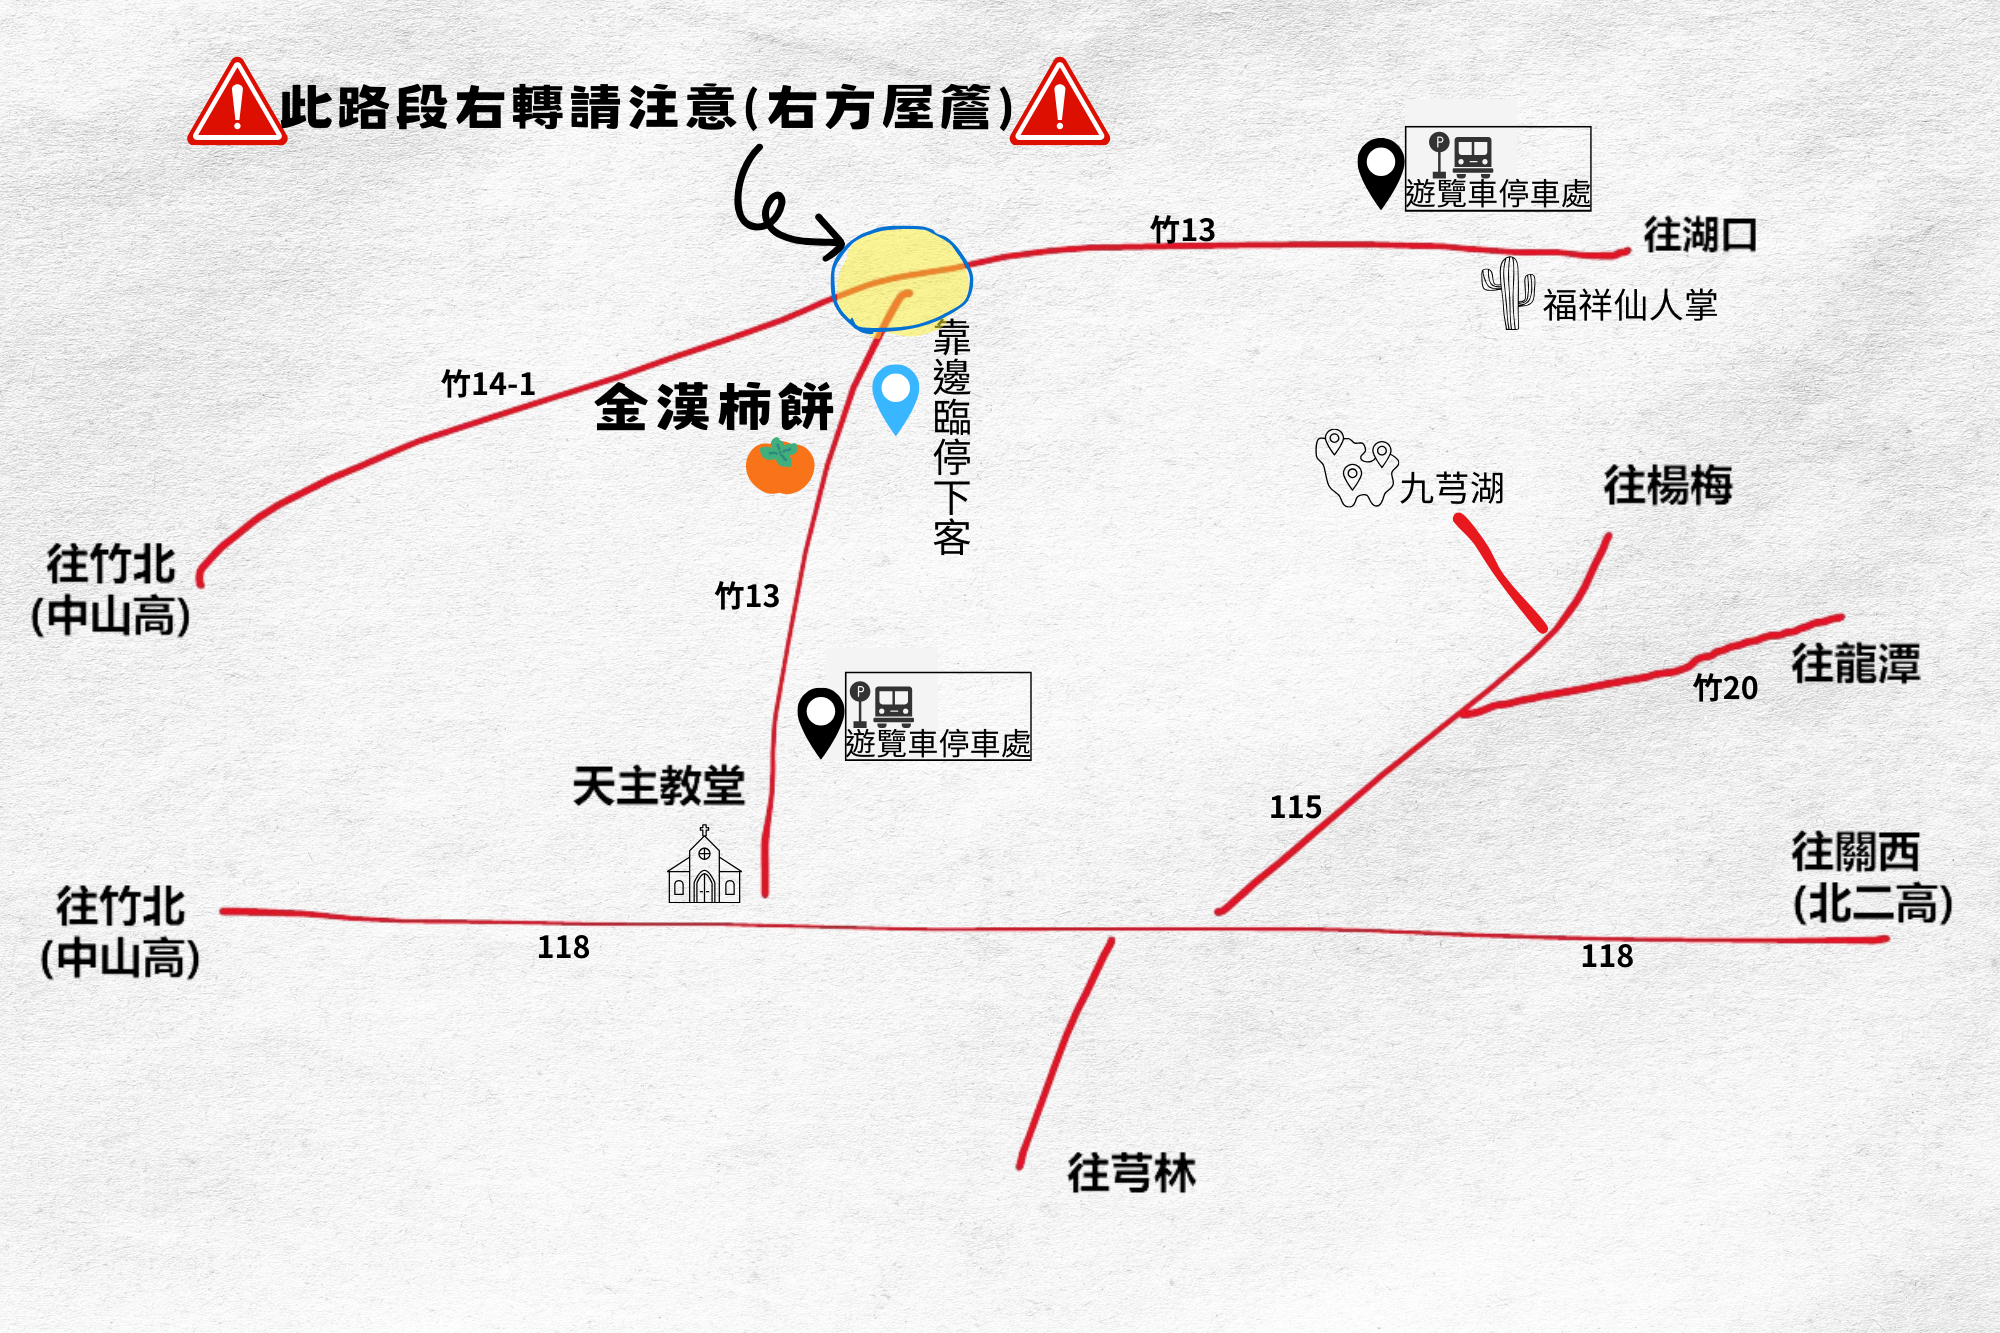 此路段右轉請注意(右方屋簷)
P
遊覽車停車處
竹13
往湖口
福祥仙人掌
靠邊臨停下客
竹14-1
金漢柿餅
九芎湖
往楊梅
往竹北
(中山高)
竹13
往龍潭
竹20
P
遊覽車停車處
天主教堂
115
往關西
(北二高)
往竹北
(中山高)
118
118
往芎林